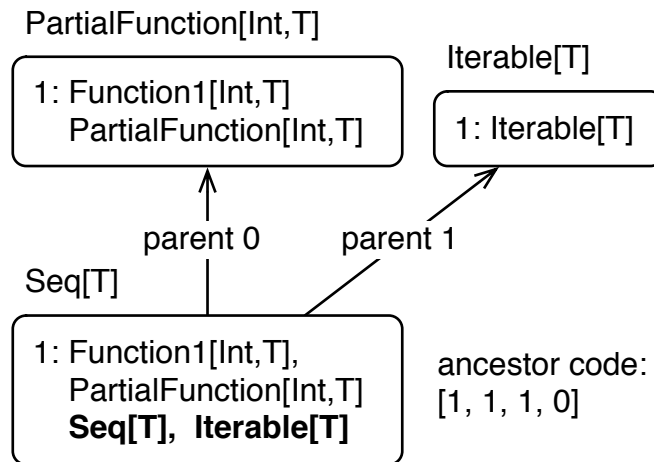 PartialFunction[Int,T]
1: Function1[Int,T]
PartialFunction[Int,T]
Iterable[T]
1: Iterable[T]
parent 0
parent 1
Seq[T]
1: Function1[Int,T],
PartialFunction[Int,T]
Seq[T], Iterable[T]
ancestor code:
[1, 1, 1, 0]